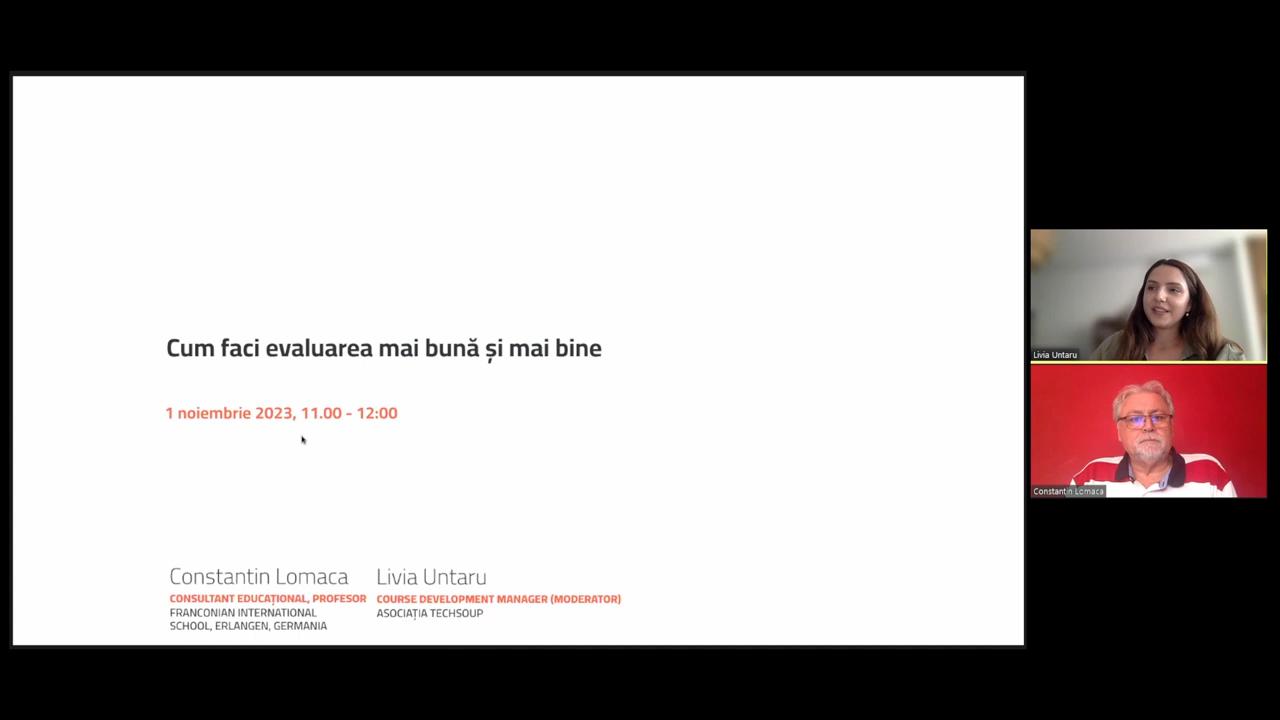 Cum faci evaluarea mai bună și mai bine
1 noiembrie 2023, 11.00 - 12:00
Constantin Lomaca
CONSULTANT EDUCAȚIONAL, PROFESOR
FRANCONIAN INTERNATIONAL
SCHOOL, ERLANGEN, GERMANIA
Livia Untaru
COURSE DEVELOPMENT MANAGER (MODERATOR)
ASOCIAȚIA TECHSOUP
Livia Untaru
Constantin Lomaca